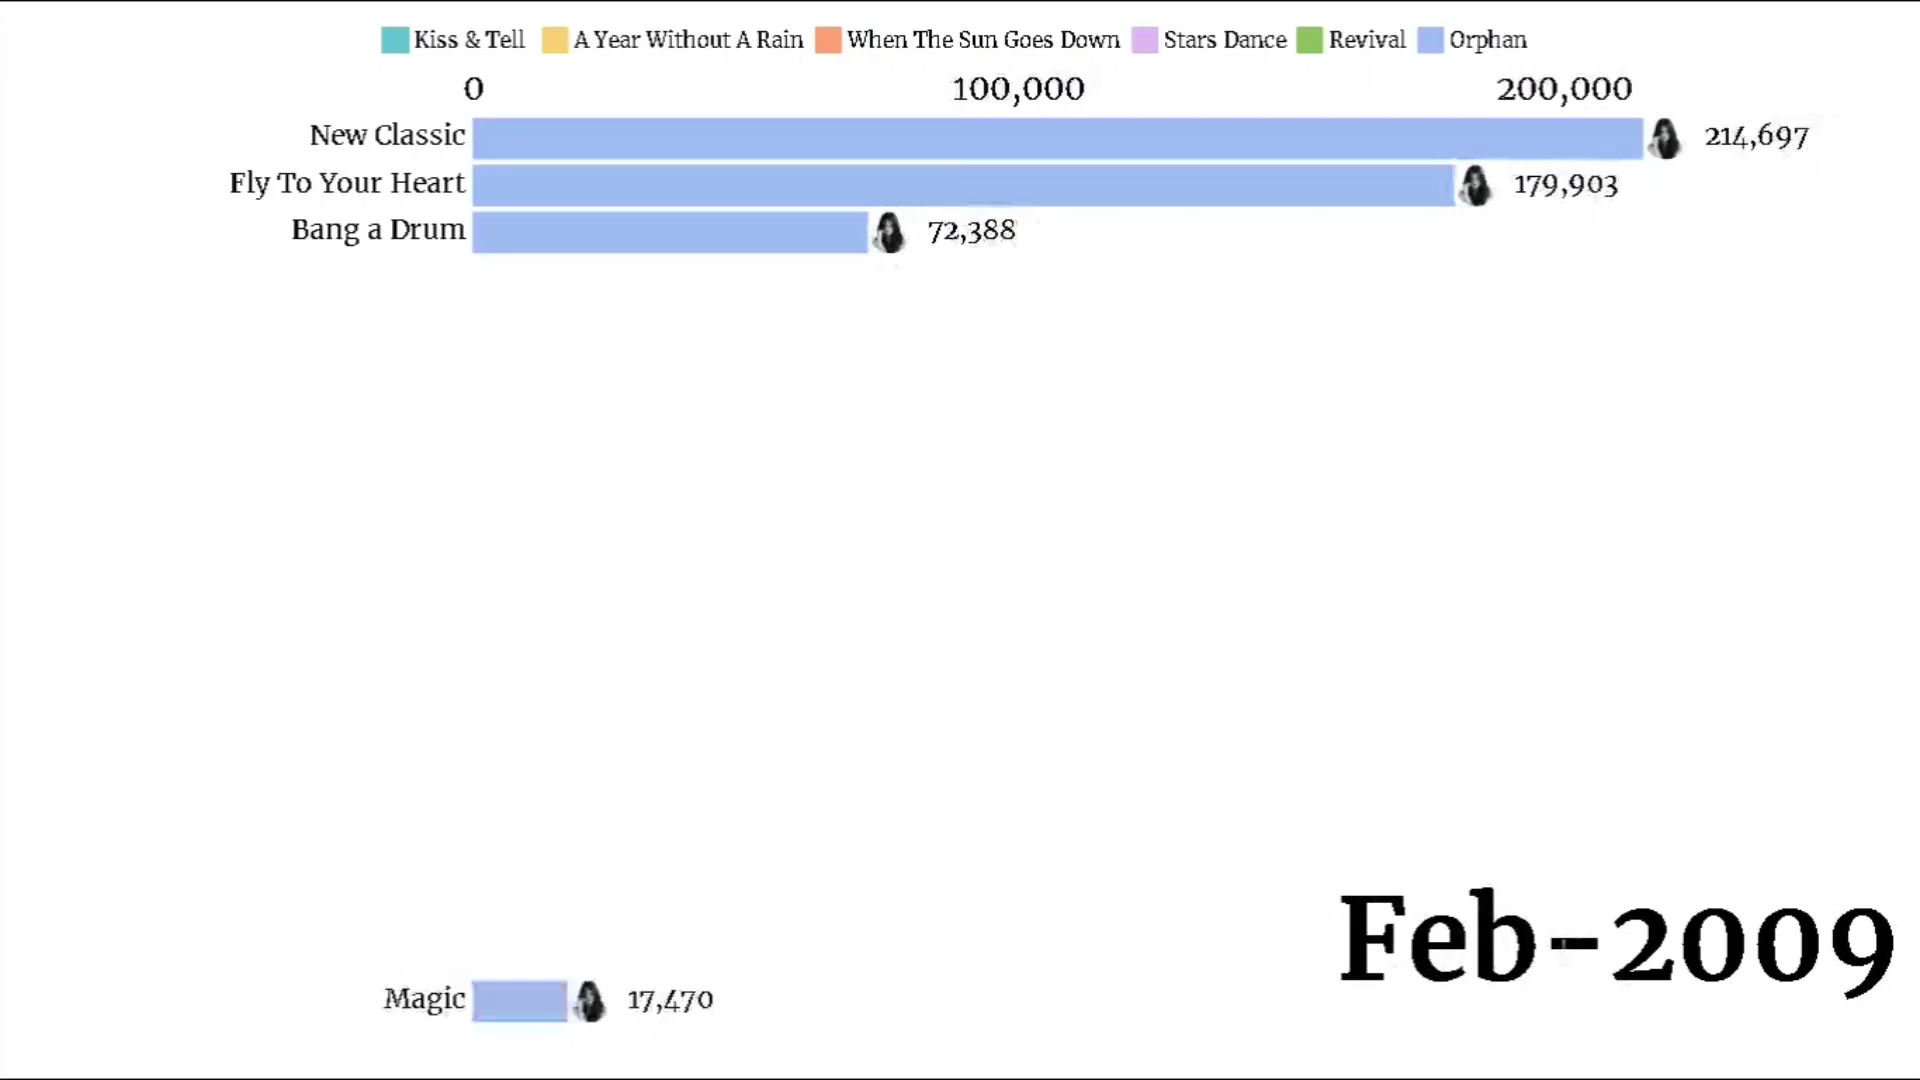 Kiss & Tell A Year Without A Rain When The Sun Goes Down Stars Dance Revival Orphan
0 100,000 200,000
New Classic 214,697
Fly To Your Heart 179,903
Bang a Drum 72,388
Feb-2009
Magic 17,470